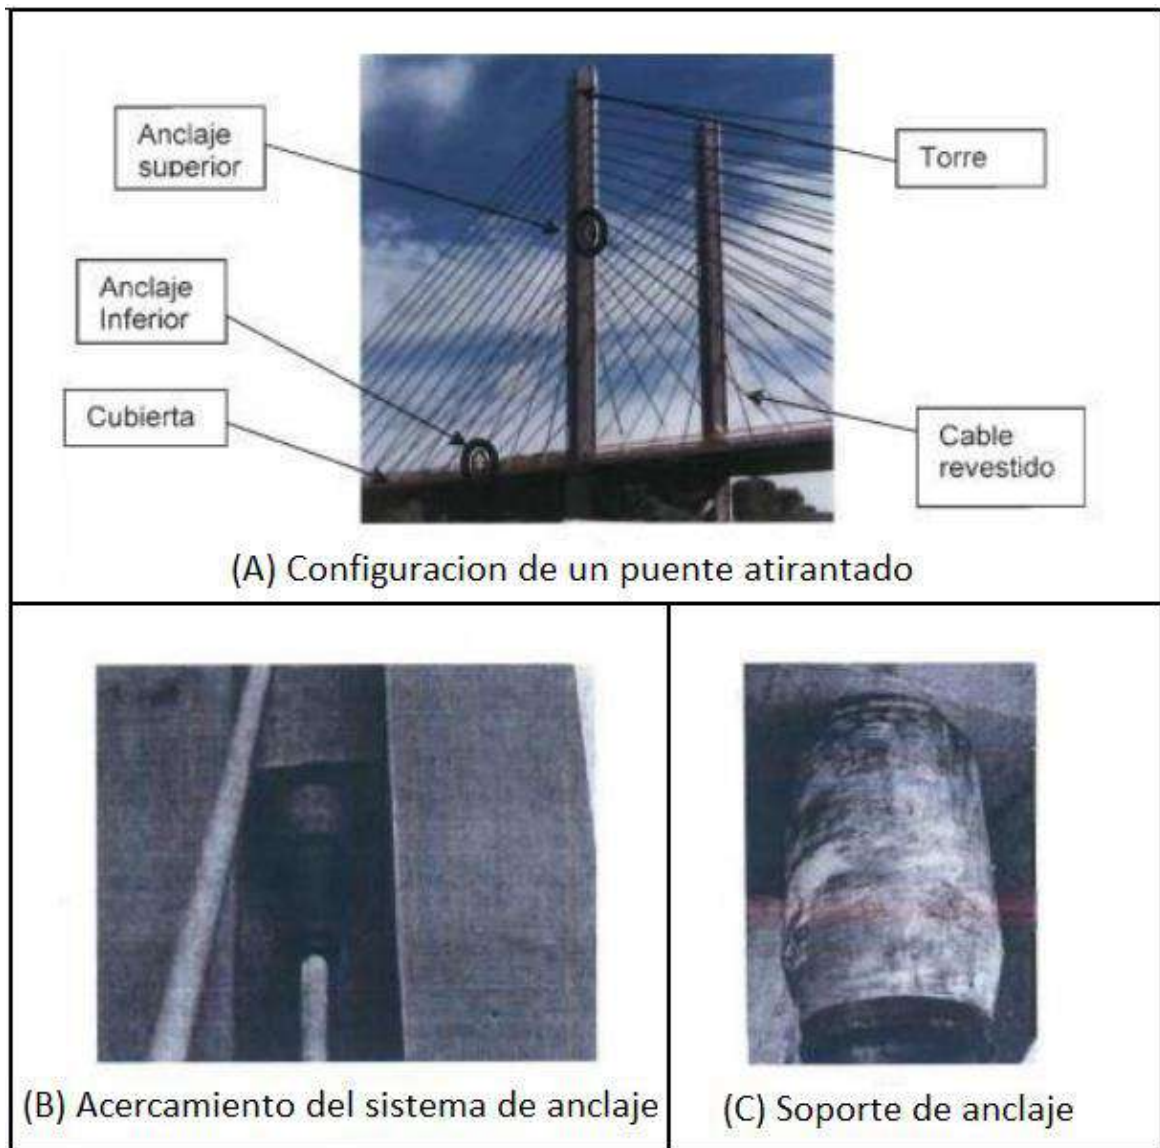 Anclaje
superior
Torre
Anclaje
Inferior
Cubierta
Cable
revestido
(A) Configuracion de un puente atirantado
(B) Acercamiento del sistema de anclaje
(C) Soporte de anclaje